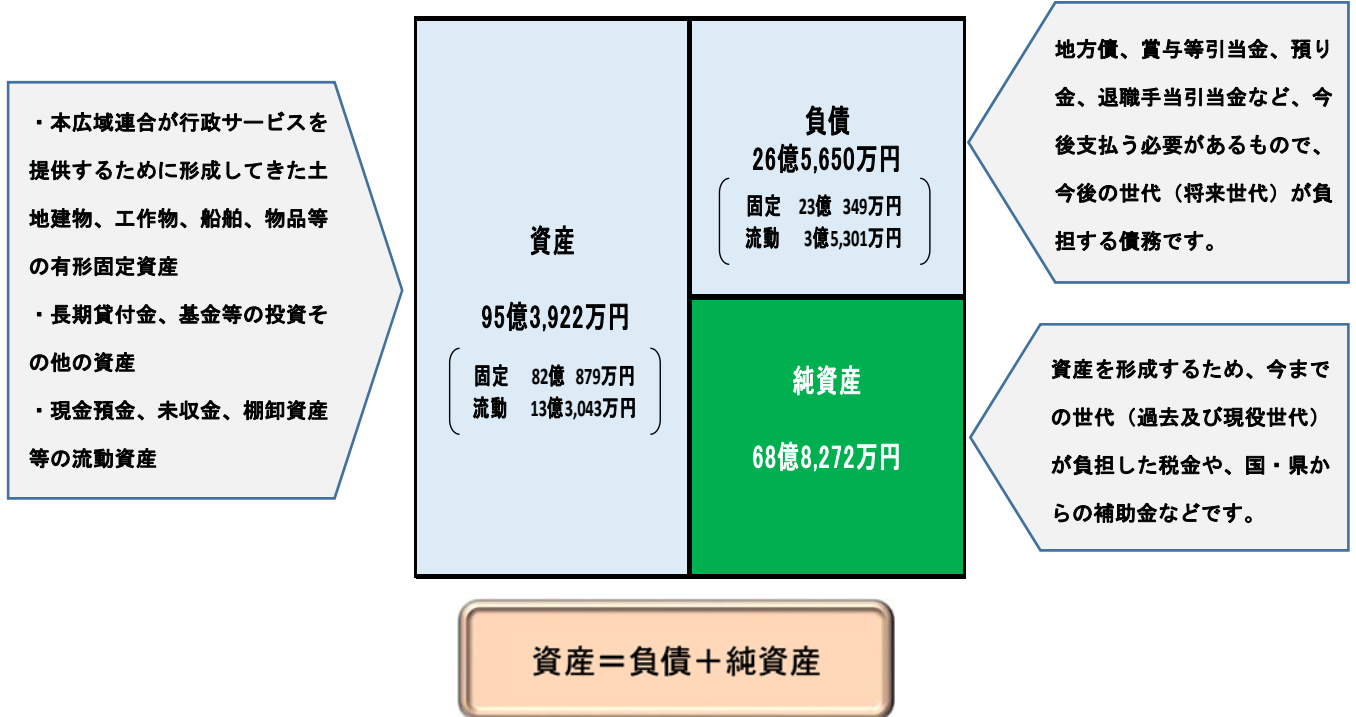 ・本広域連合が行政サービスを
提供するために形成してきた土
地建物、工作物、船舶、物品等
の有形固定資産
・長期貸付金、基金等の投資そ
の他の資産
・現金預金、未収金、棚卸資産
等の流動資産
資産
95億3,922万円
固定 82億 879万円
流動 13億3,043万円
負債
26億5,650万円
固定 23億 349万円
流動 3億5,301万円
純資産
68億8,272万円
地方債、賞与等引当金、預り
金、退職手当引当金など、今
後支払う必要があるもので、
今後の世代（将来世代）が負
担する債務です。
資産を形成するため、今まで
の世代（過去及び現役世代）
が負担した税金や、国・県か
らの補助金などです。
資産＝負債＋純資産